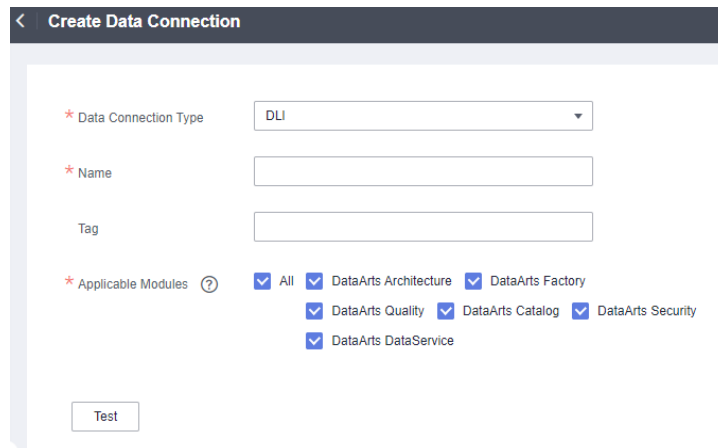 Create Data Connection
* Data Connection Type DLI
* Name
Tag
* Applicable Modules ? All DataArts Architecture DataArts Factory
DataArts Quality DataArts Catalog DataArts Security
DataArts DataService
Test